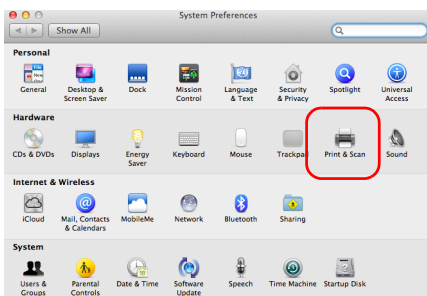 System Preferences
Show All
Personal
General
Desktop &
Screen Saver
Dock
Mission
Control
Language
& Text
Security
& Privacy
Spotlight
Universal
Access
Hardware
CDs & DVDs
Displays
Energy
Saver
Keyboard
Mouse
Trackpad
Print & Scan
Sound
Internet & Wireless
iCloud
Mail, Contacts
& Calendars
MobileMe
Network
Bluetooth
Sharing
System
Users &
Groups
Parental
Controls
Date & Time
Software
Update
Speech
Time Machine
Startup Disk